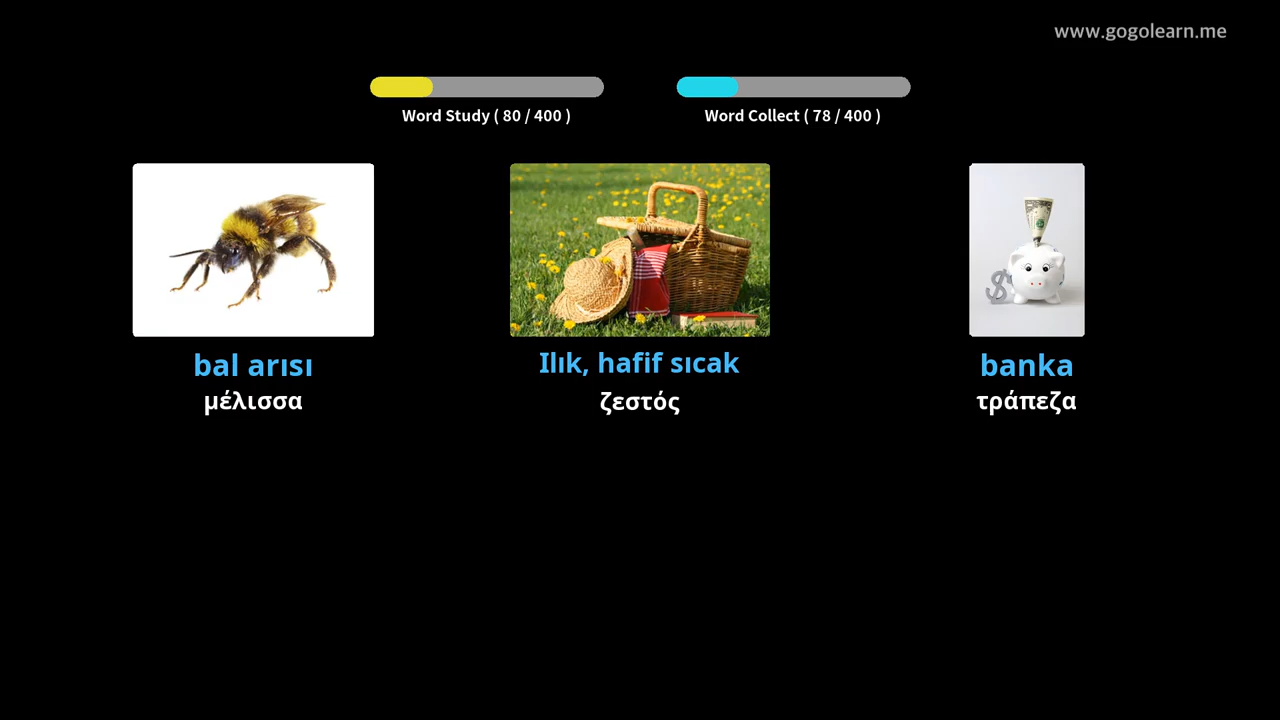 www.gogolearn.me
Word Study ( 80 / 400 )
Word Collect ( 78 / 400 )
bal arısı
μέλισσα
Ilık, hafif sıcak
ζεστός
banka
τράπεζα